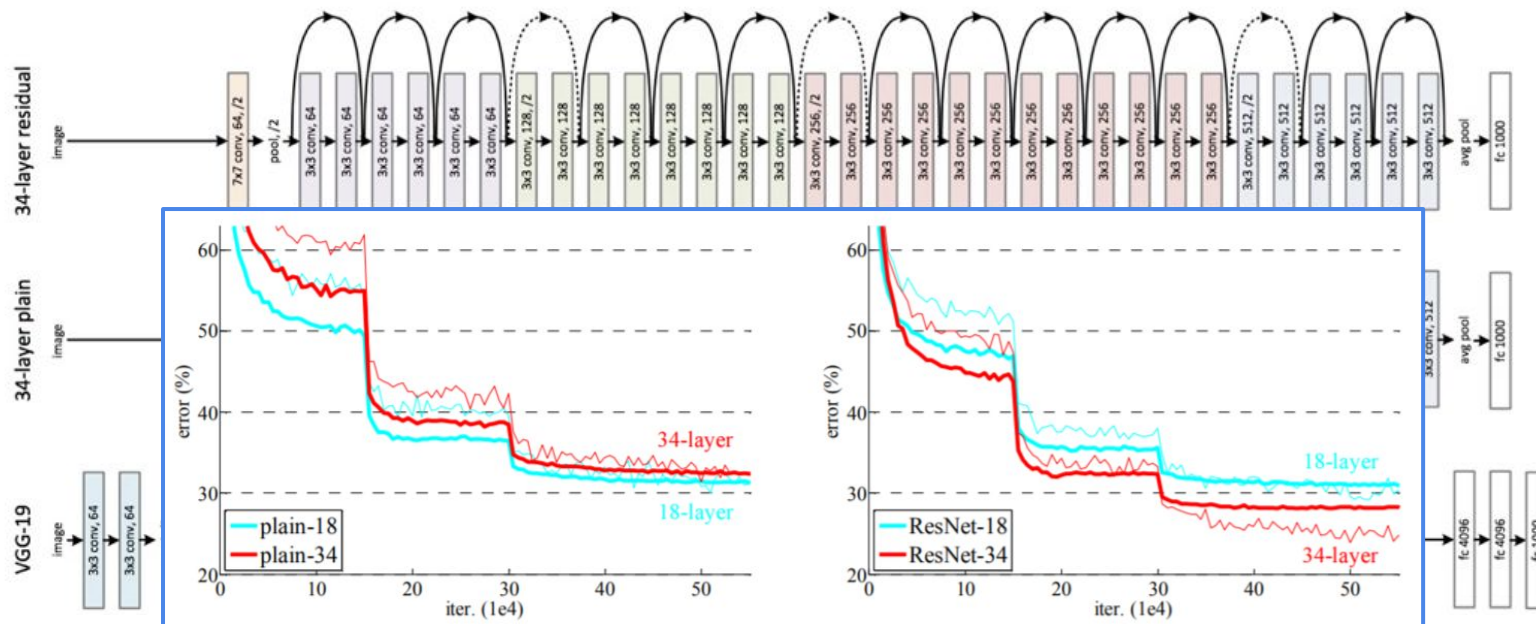 34-layer residual
image
7x7 conv, 64, /2
pool, /2
3x3 conv, 64
3x3 conv, 64
3x3 conv, 64
3x3 conv, 64
3x3 conv, 64
3x3 conv, 64
3x3 conv, 128, /2
3x3 conv, 128
3x3 conv, 128
3x3 conv, 128
3x3 conv, 128
3x3 conv, 128
3x3 conv, 128
3x3 conv, 128
3x3 conv, 256, /2
3x3 conv, 256
3x3 conv, 256
3x3 conv, 256
3x3 conv, 256
3x3 conv, 256
3x3 conv, 256
3x3 conv, 256
3x3 conv, 256
3x3 conv, 256
3x3 conv, 256
3x3 conv, 256
3x3 conv, 512, /2
3x3 conv, 512
3x3 conv, 512
3x3 conv, 512
3x3 conv, 512
3x3 conv, 512
avg pool
fc 1000
34-layer plain
image
3x3 conv, 512
avg pool
fc 1000
VGG-19
image
3x3 conv, 64
3x3 conv, 64
fc 4096
fc 4096
error (%)
60
50
40
30
20
34-layer
18-layer
plain-18
plain-34
0 10 20 30 40 50
iter. (1e4)
error (%)
60
50
40
30
20
18-layer
34-layer
ResNet-18
ResNet-34
0 10 20 30 40 50
iter. (1e4)